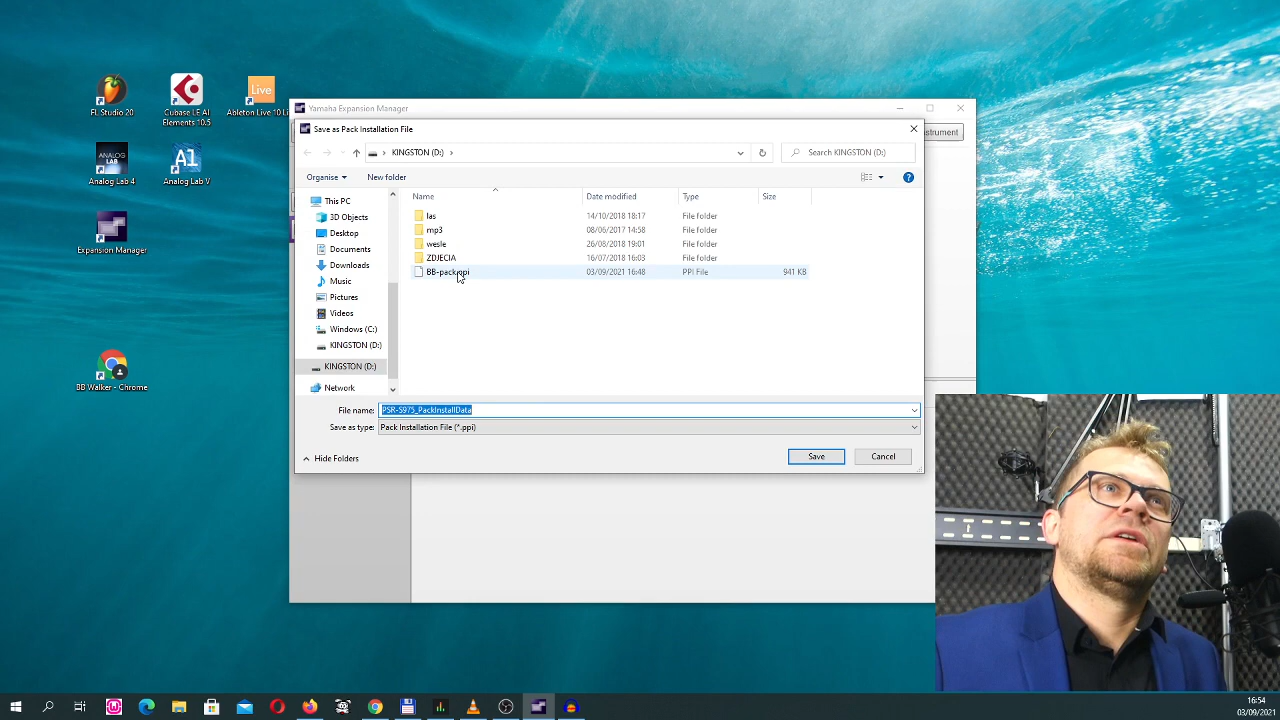 FL Studio 20
Cubase LE AI
Elements 10.5
Live
Ableton Live 10 Li
ANALOG
LAB
Analog Lab 4
Analog Lab V
Expansion Manager
BB Walker - Chrome
Yamaha Expansion Manager
Save as Pack Installation File
KINGSTON (D:)
Search KINGSTON (D:)
strument
Organise
New folder
Name
Date modified
Type
Size
This PC
3D Objects
Desktop
Documents
Downloads
Music
Pictures
Videos
Windows (C:)
KINGSTON (D:)
KINGSTON (D:)
Network
las
14/10/2018 18:17
File folder
mp3
08/06/2017 14:58
File folder
wesle
26/08/2018 19:01
File folder
ZDJECIA
16/07/2018 16:03
File folder
BB-pack.ppi
03/09/2021 16:48
PPI File
941 KB
File name:
PSR-S975_PackInstallData
Save as type:
Pack Installation File (*.ppi)
Hide Folders
Save
Cancel
16:54
03/09/2021